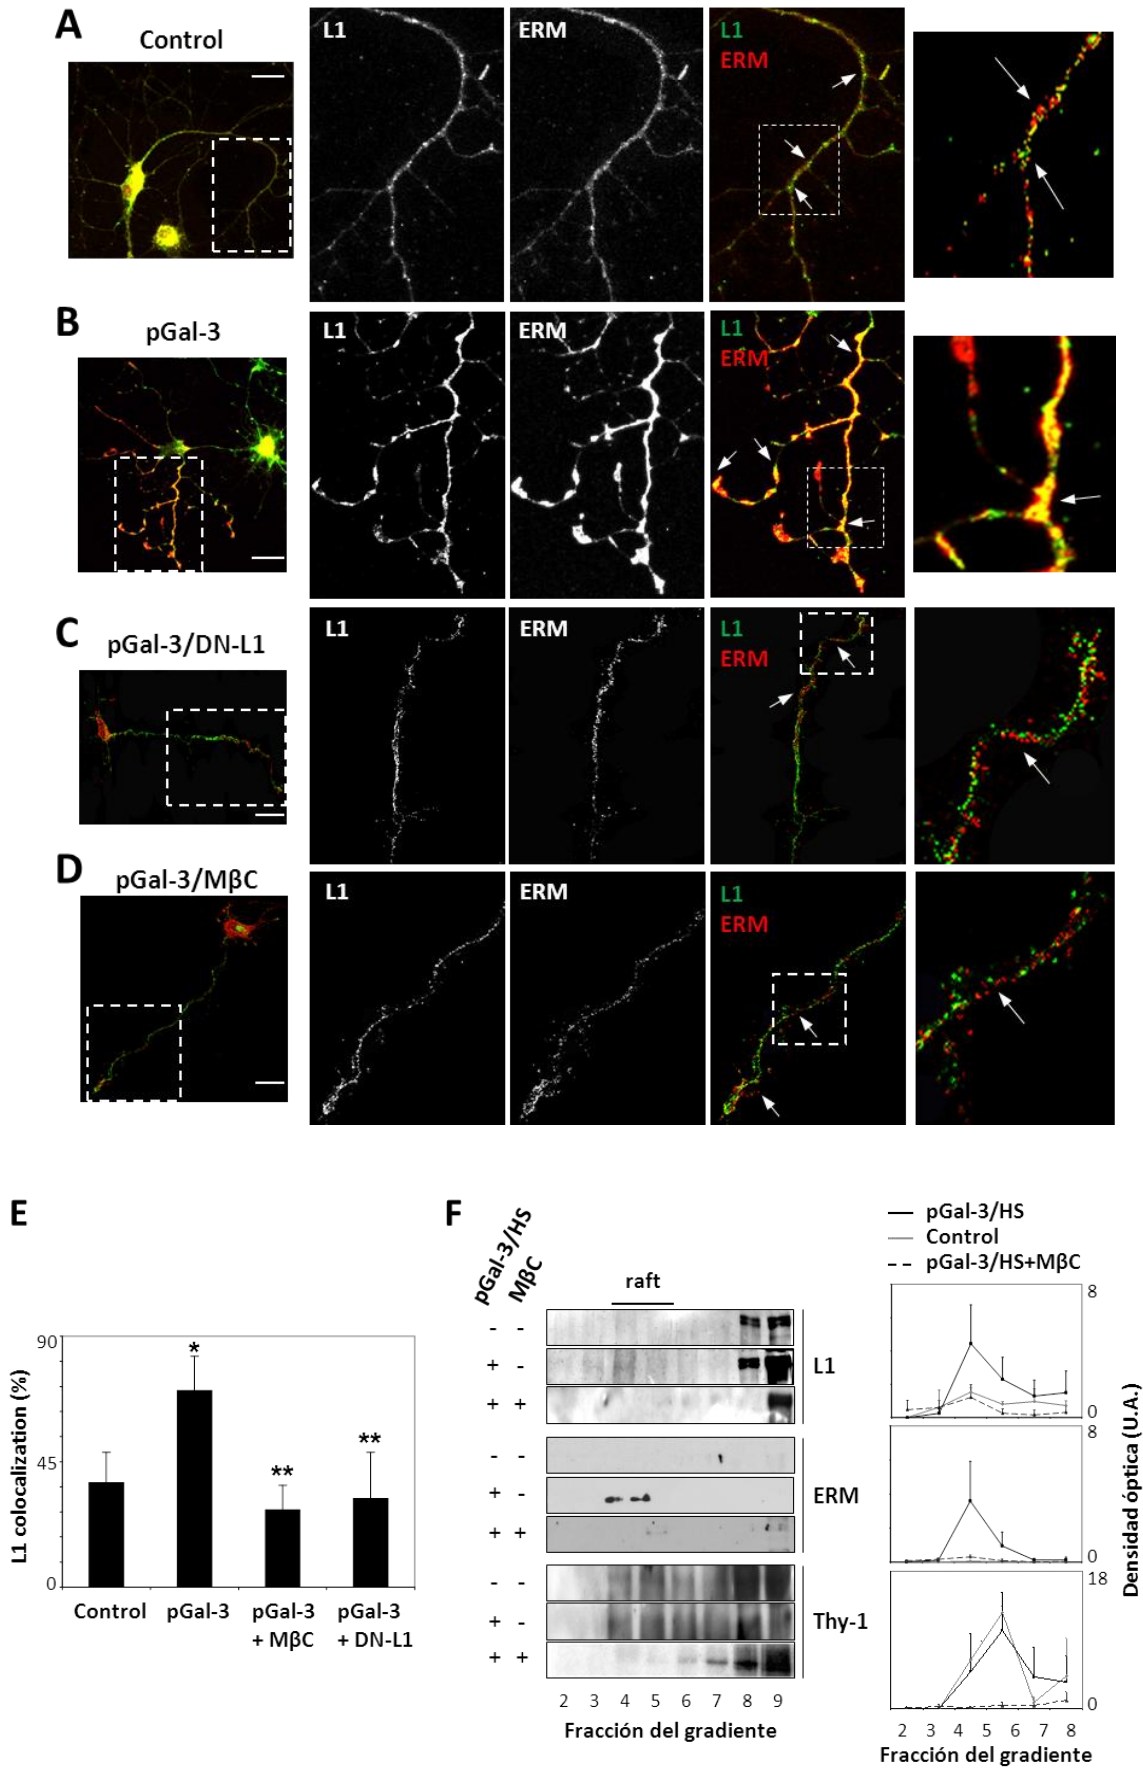 A
Control
L1
ERM
L1
ERM
B
pGal-3
L1
ERM
L1
ERM
C
pGal-3/DN-L1
L1
ERM
L1
ERM
D
pGal-3/MβC
L1
ERM
L1
ERM
E
L1 colocalization (%)
90
45
0
*
**
**
Control
pGal-3
pGal-3
+ MβC
pGal-3
+ DN-L1
F
pGal-3/HS
MβC
raft
- -
+ -
+ +
L1
- -
+ -
+ +
ERM
- -
+ -
+ +
Thy-1
2 3 4 5 6 7 8 9
Fracción del gradiente
pGal-3/HS
Control
pGal-3/HS+MβC
8
0
8
0
18
0
Densidad óptica (U.A.)
2 3 4 5 6 7 8
Fracción del gradiente